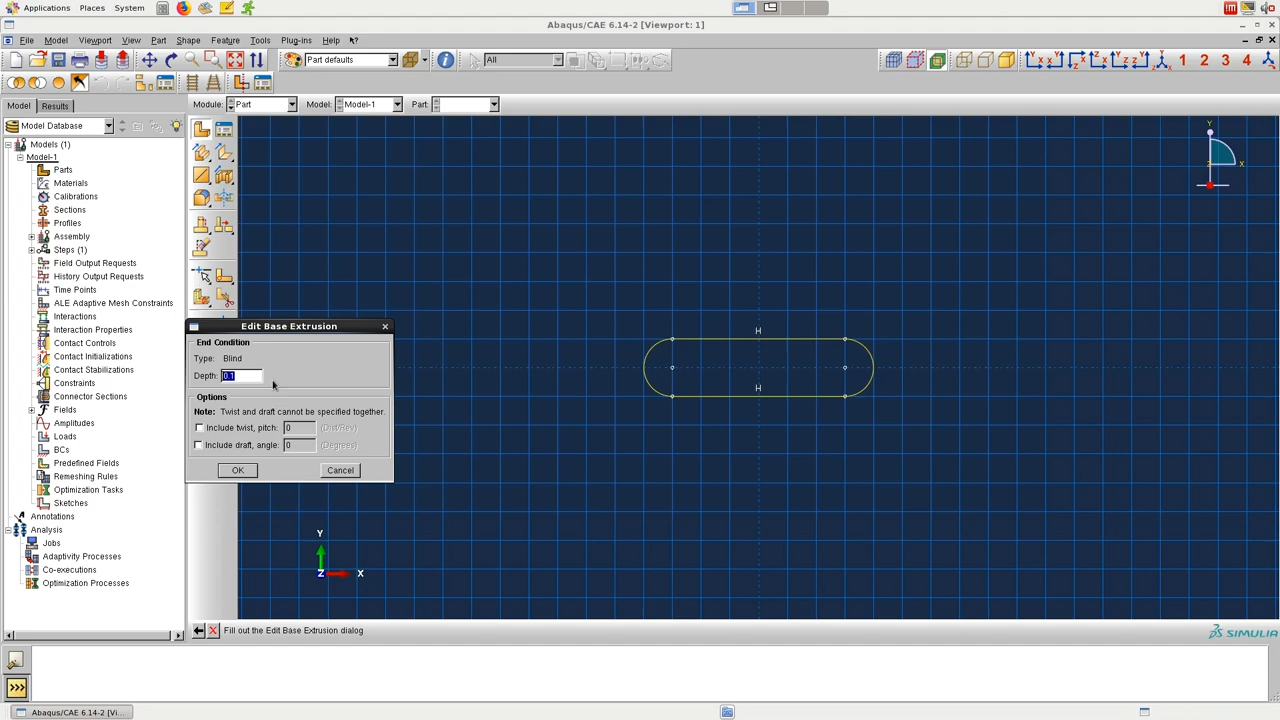 Applications Places System
Abaqus/CAE 6.14-2 [Viewport: 1]
File Model Viewport View Part Shape Feature Tools Plug-ins Help
Part defaults
All
1 2 3 4
Model Results
Module: Part Model: Model-1 Part:
Model Database
Models (1)
Model-1
Parts
Materials
Calibrations
Sections
Profiles
Assembly
Steps (1)
Field Output Requests
History Output Requests
Time Points
ALE Adaptive Mesh Constraints
Interactions
Interaction Properties
Contact Controls
Contact Initializations
Contact Stabilizations
Constraints
Connector Sections
Fields
Amplitudes
Loads
BCs
Predefined Fields
Remeshing Rules
Optimization Tasks
Sketches
Annotations
Analysis
Jobs
Adaptivity Processes
Co-executions
Optimization Processes
Edit Base Extrusion
End Condition
Type: Blind
Depth: 0.1
Options
Note: Twist and draft cannot be specified together.
Include twist, pitch: 0 (Dist/Rev)
Include draft, angle: 0 (Degrees)
OK Cancel
Y
X
H
H
Y
Z X
Fill out the Edit Base Extrusion dialog
SIMULIA
>>>
Abaqus/CAE 6.14-2 [Vi...